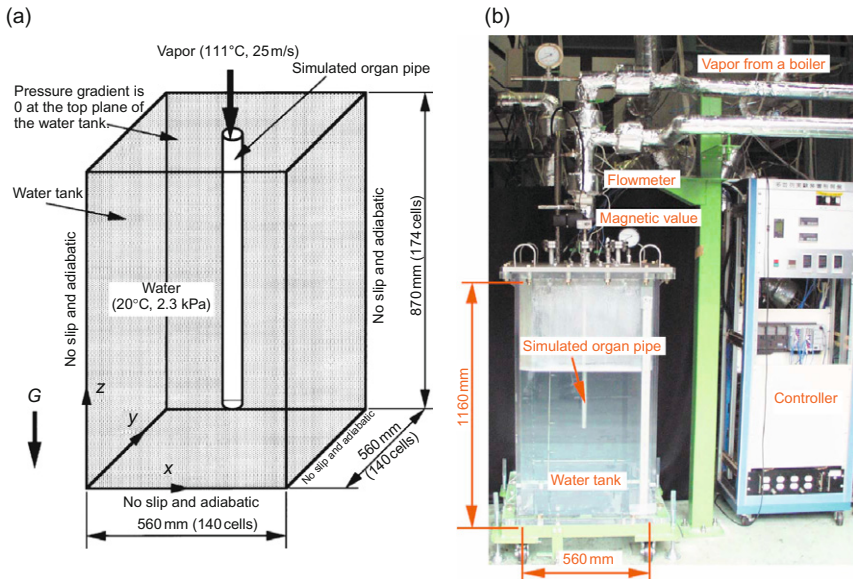 (a)
Vapor (111°C, 25 m/s)
Simulated organ pipe
Pressure gradient is
0 at the top plane of
the water tank.
Water tank
No slip and adiabatic
Water
(20°C, 2.3 kPa)
No slip and adiabatic
870 mm (174 cells)
G
z
y
x
No slip and adiabatic
No slip and adiabatic
560 mm
(140 cells)
560 mm (140 cells)
(b)
Vapor from a boiler
Flowmeter
Magnetic value
Simulated organ pipe
1160 mm
Controller
Water tank
560 mm